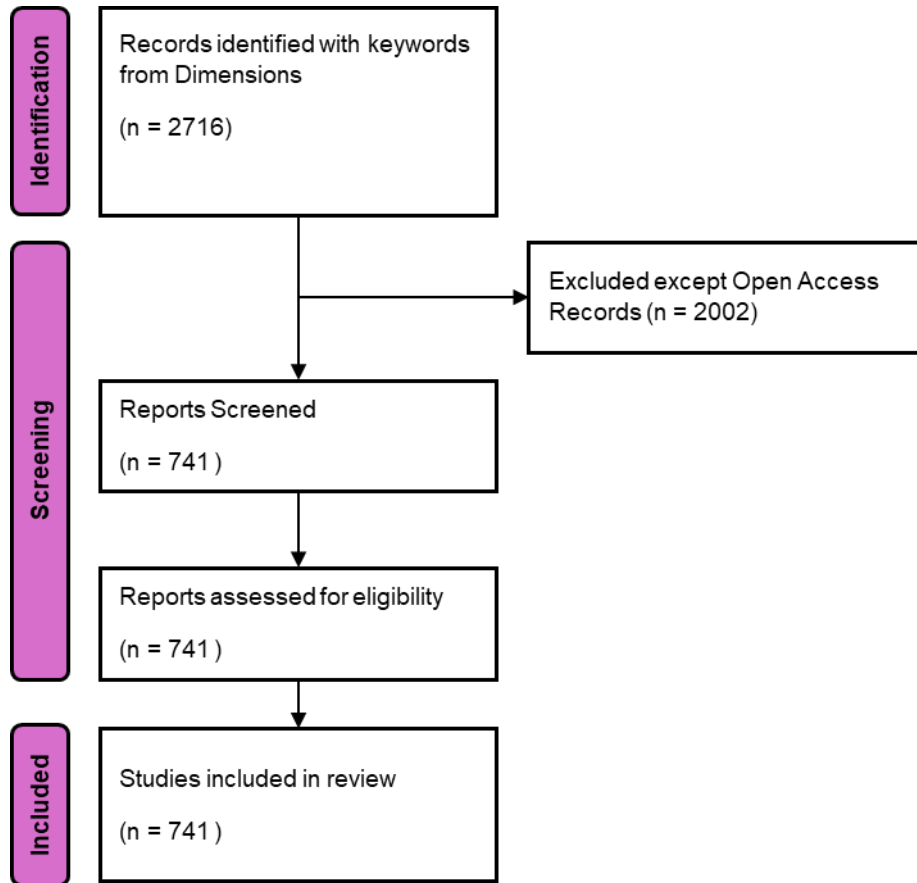 Identification
Records identified with keywords
from Dimensions
(n = 2716)
Screening
Excluded except Open Access
Records (n = 2002)
Reports Screened
(n = 741 )
Reports assessed for eligibility
(n = 741 )
Included
Studies included in review
(n = 741 )